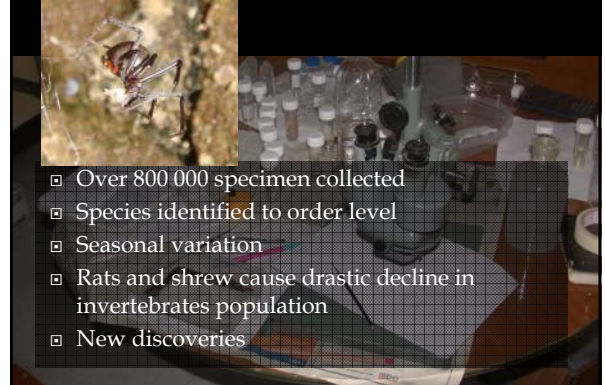 Over 800 000 specimen collected
Species identified to order level
Seasonal variation
Rats and shrew cause drastic decline in
invertebrates population
New discoveries